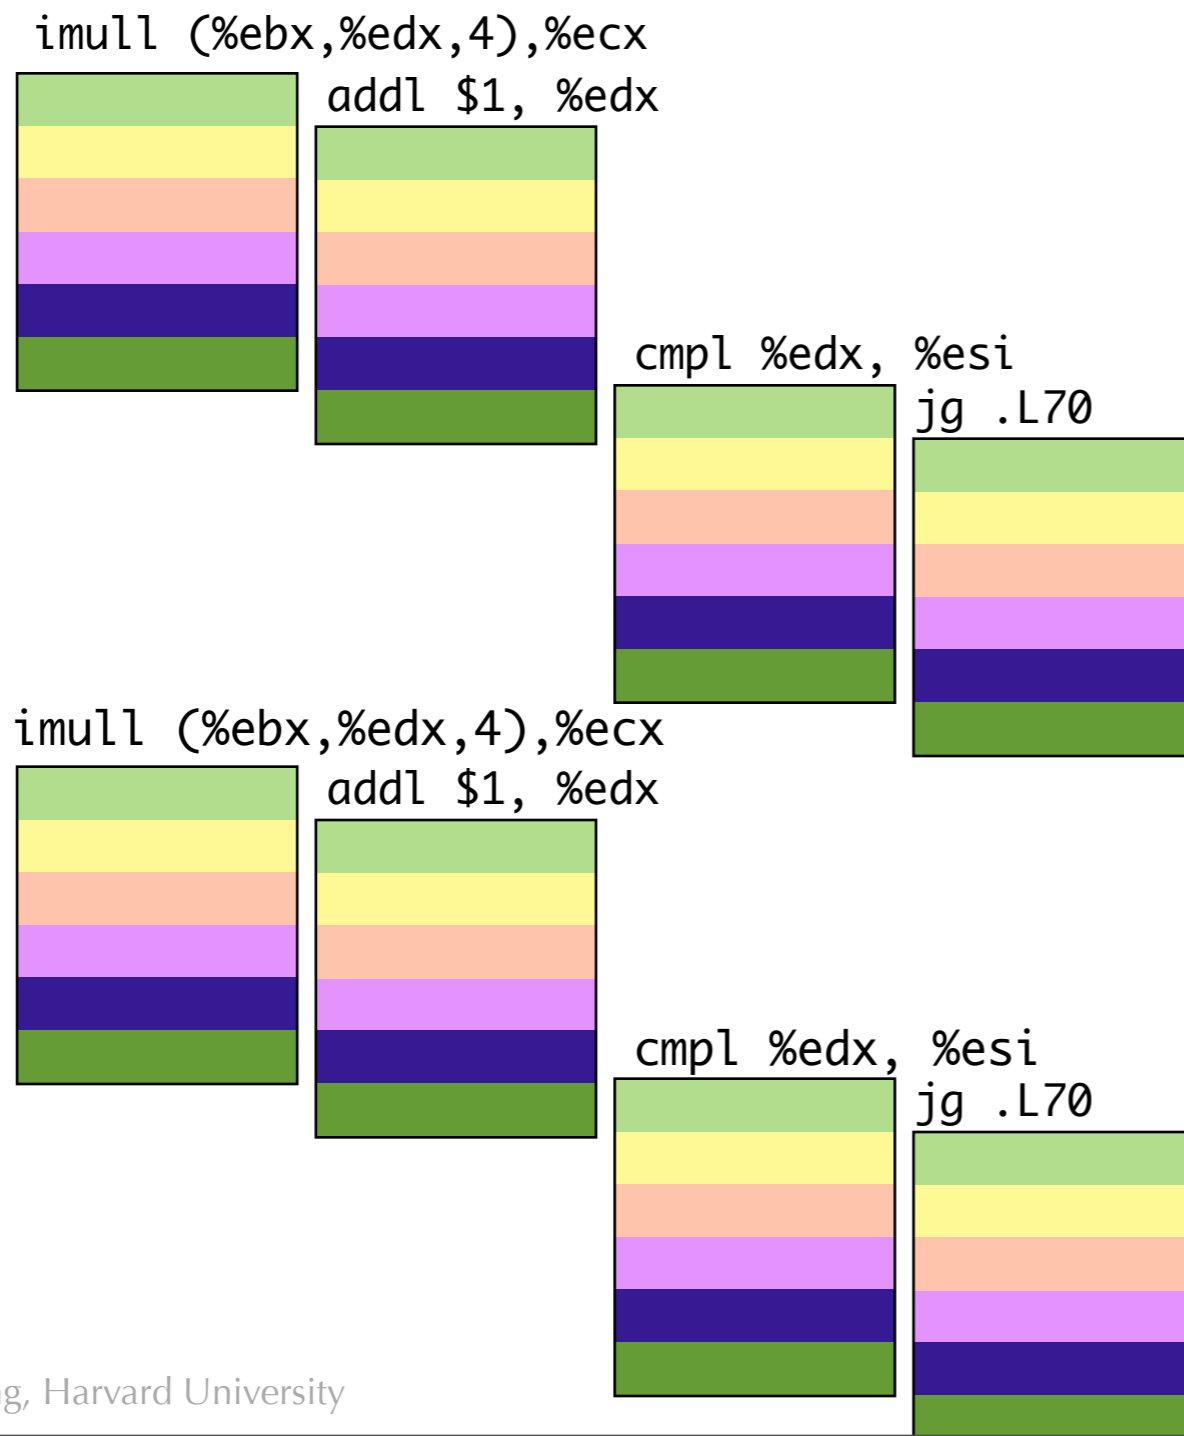 imull (%ebx,%edx,4),%ecx
addl $1, %edx
cmpl %edx, %esi
jg .L70
imull (%ebx,%edx,4),%ecx
addl $1, %edx
cmpl %edx, %esi
jg .L70
Harvard University